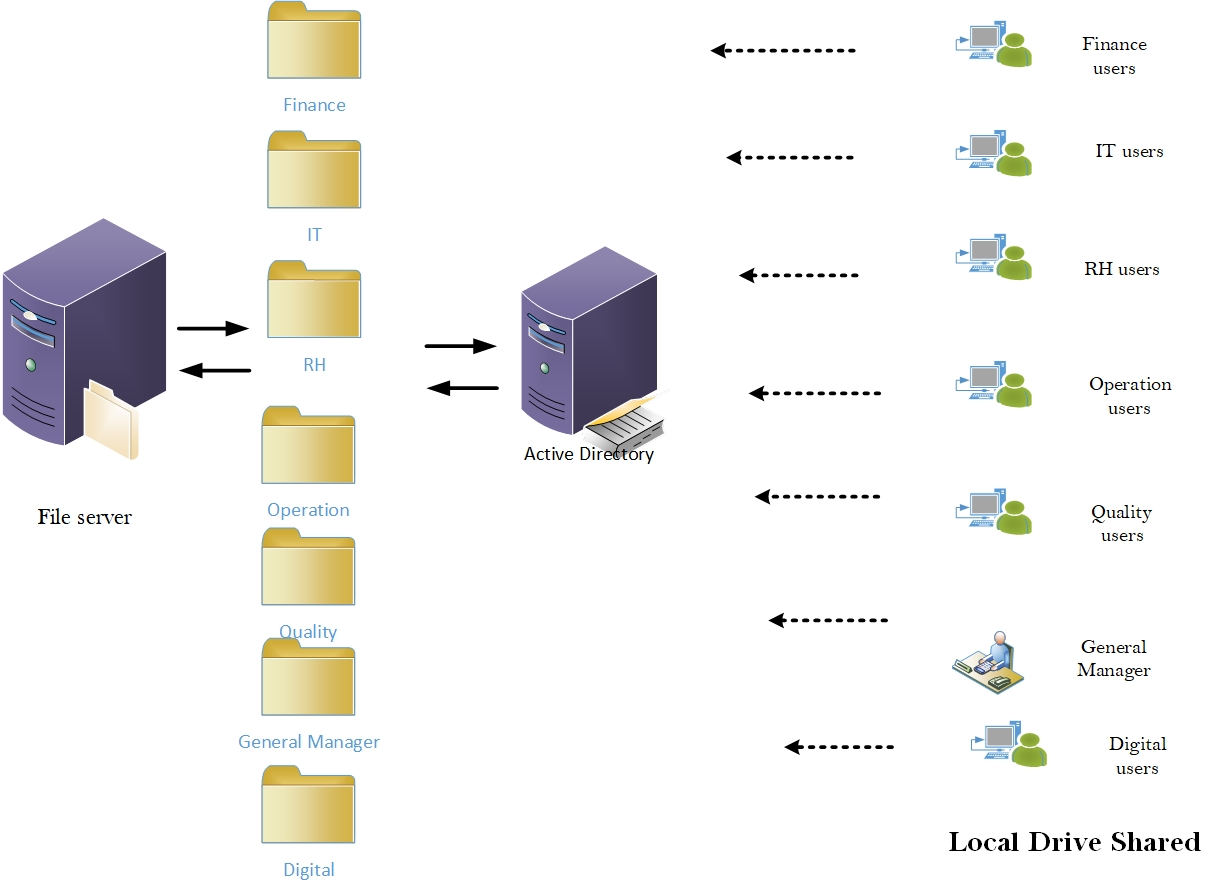 Finance
IT
RH
Operation
Quality
General Manager
Digital
File server
Active Directory
Finance
users
IT users
RH users
Operation
users
Quality
users
General
Manager
Digital
users
Local Drive Shared